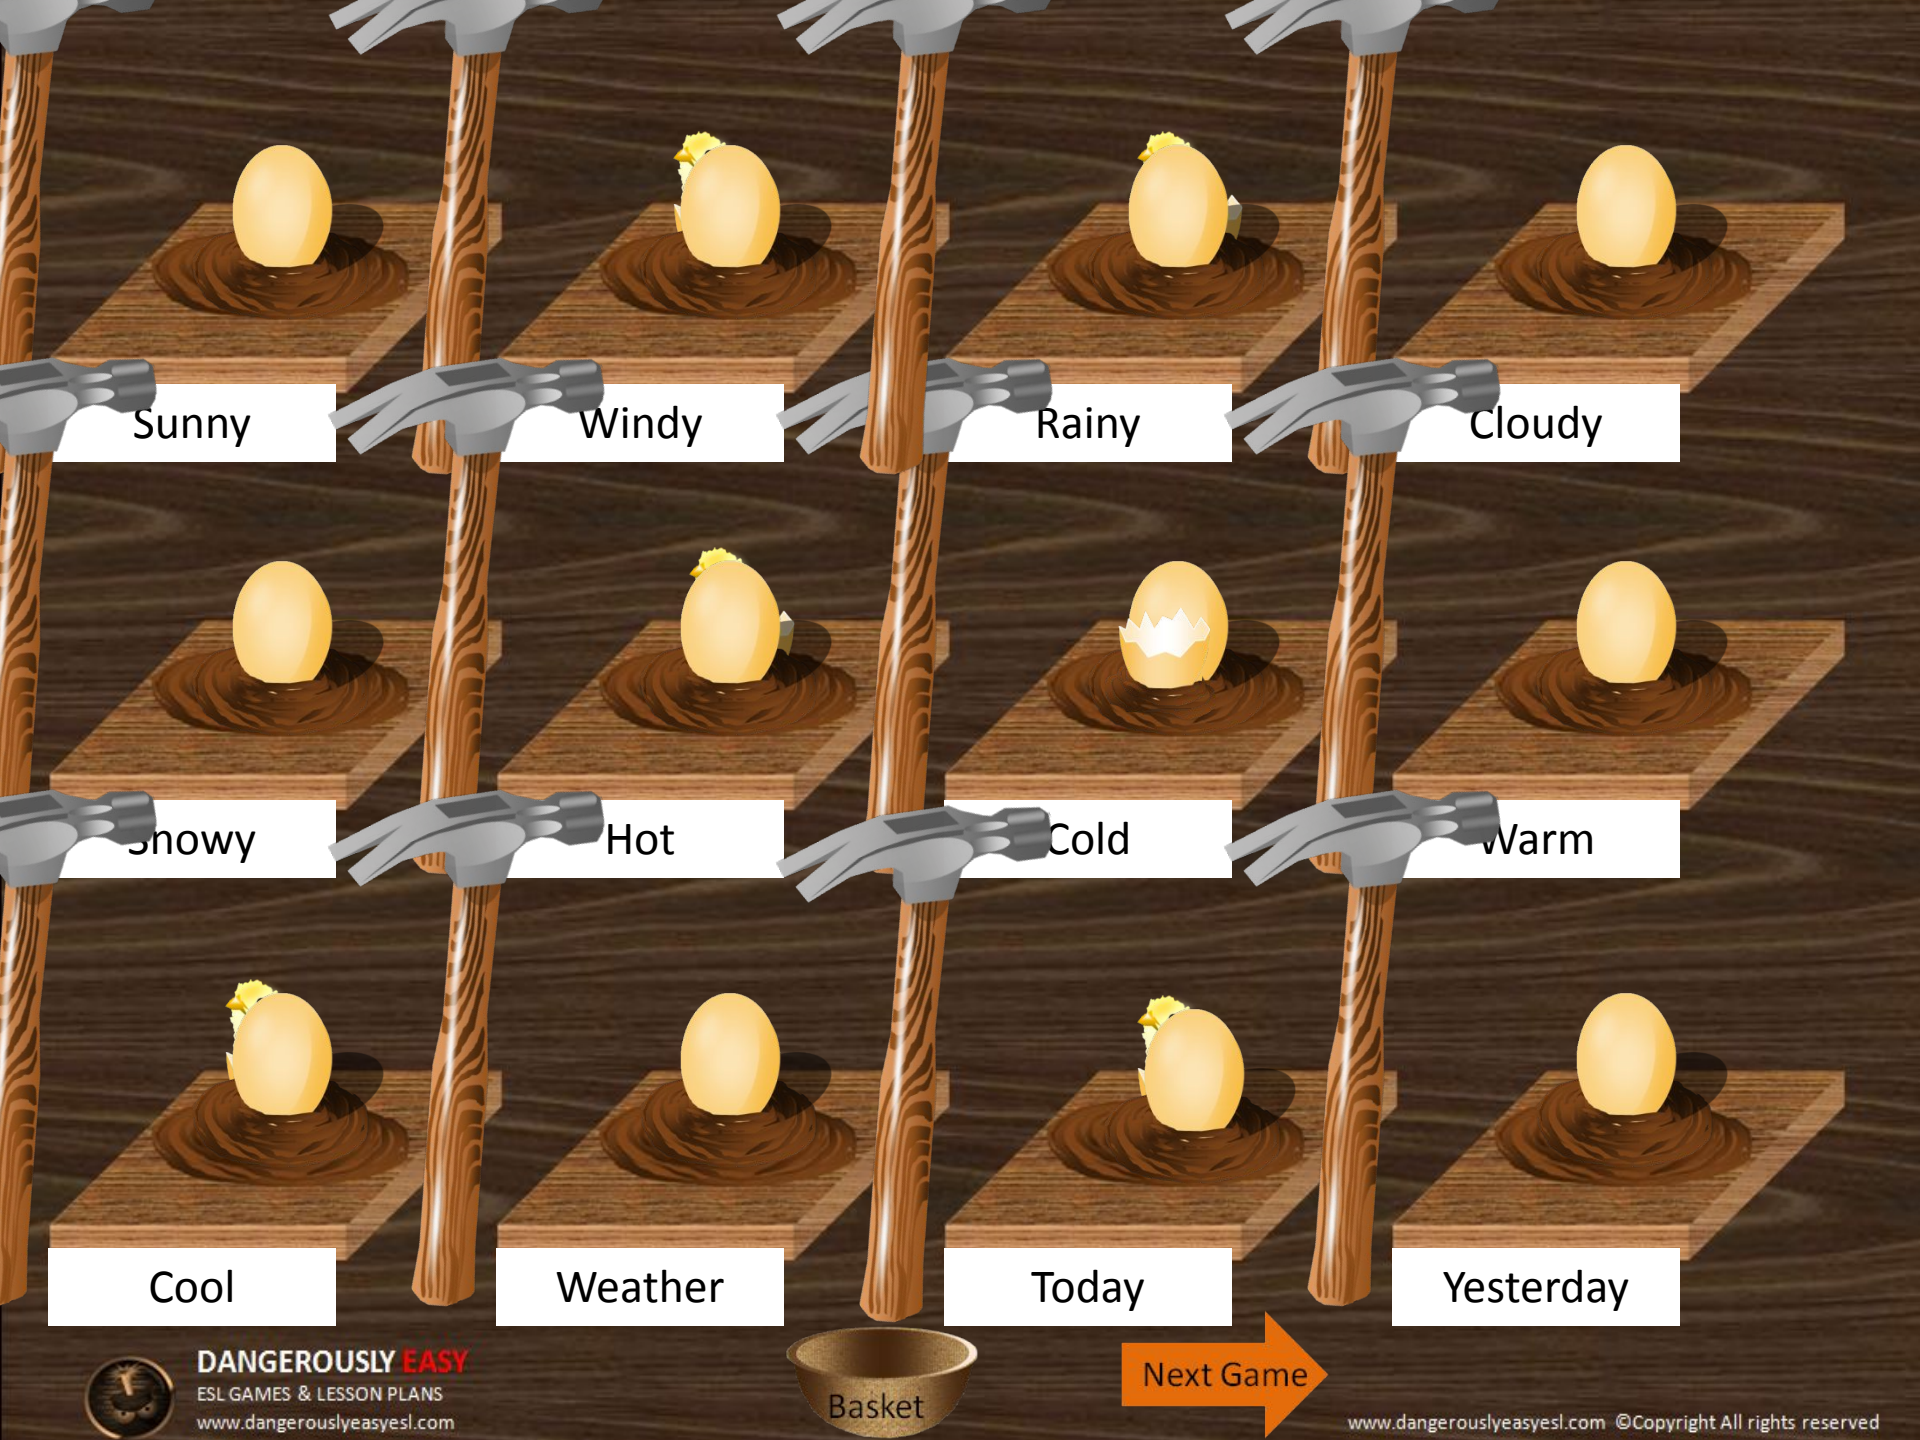 Sunny
Windy
Rainy
Cloudy
Snowy
Hot
Cold
Warm
Cool
Weather
Today
Yesterday
DANGEROUSLY EASY
ESL GAMES & LESSON PLANS
www.dangerouslyeasyesl.com
Basket
Next Game
www.dangerouslyeasyesl.com ©Copyright All rights reserved